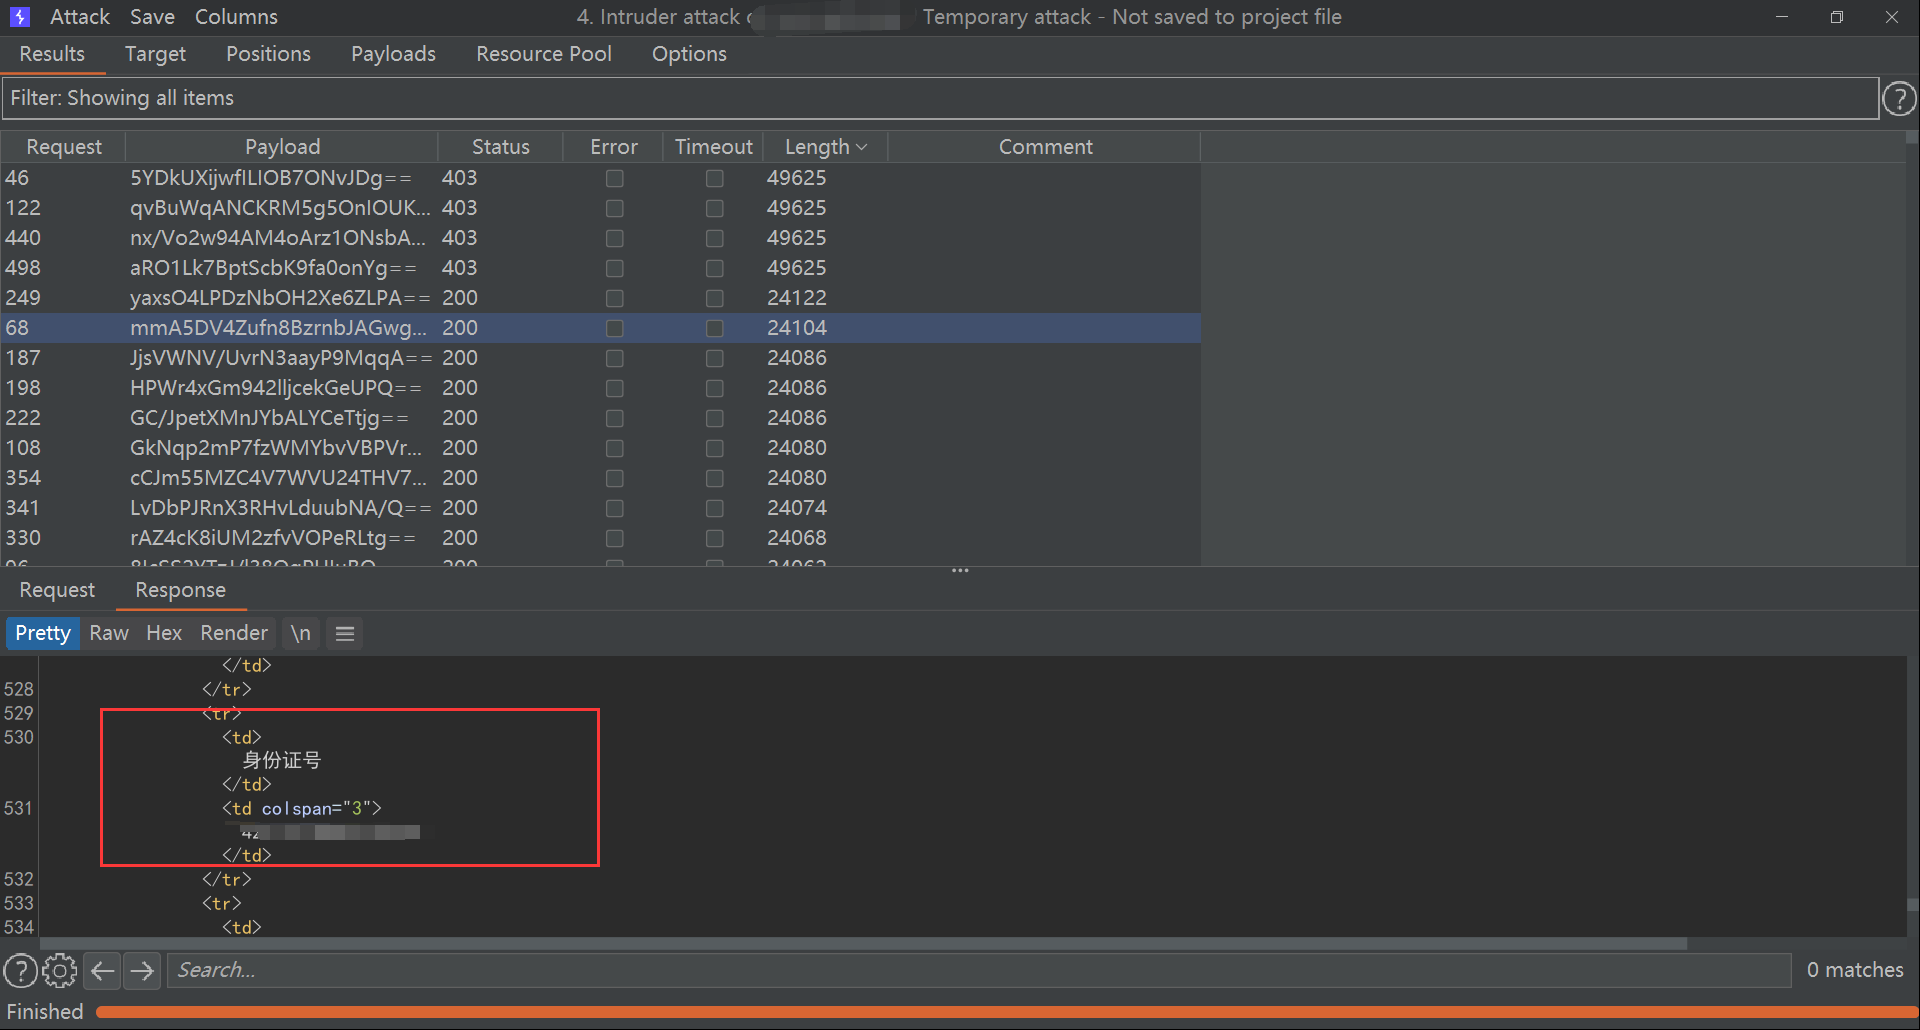 Attack Save Columns 4. Intruder attack Temporary attack - Not saved to project file
Results Target Positions Payloads Resource Pool Options
Filter: Showing all items
Request Payload Status Error Timeout Length Comment
46 5YDkUXijwfILIOB7ONvJDg== 403 49625
122 qvBuWqANCKRM5g5OnIOUK... 403 49625
440 nx/Vo2w94AM4oArz1ONsbA... 403 49625
498 aRO1Lk7BptScbK9fa0onYg== 403 49625
249 yaxsO4LPDzNbOH2Xe6ZLPA== 200 24122
68 mmA5DV4Zufn8BzrnbJAGwg... 200 24104
187 JjsVWNV/UvrN3aayP9MqqA== 200 24086
198 HPWr4xGm942lljcekGeUPQ== 200 24086
222 GC/JpetXMnJYbALYCeTtjg== 200 24086
108 GkNqp2mP7fzWMYbvVBPVr... 200 24080
354 cCJm55MZC4V7WVU24THV7... 200 24080
341 LvDbPJRnX3RHvLduubNA/Q== 200 24074
330 rAZ4cK8iUM2zfvVOPeRLtg== 200 24068
Request Response
Pretty Raw Hex Render \n
</td>
528 </tr>
529 <tr>
530 <td>
身份证号
</td>
531 <td colspan="3">
</td>
532 </tr>
533 <tr>
534 <td>
Search... 0 matches
Finished